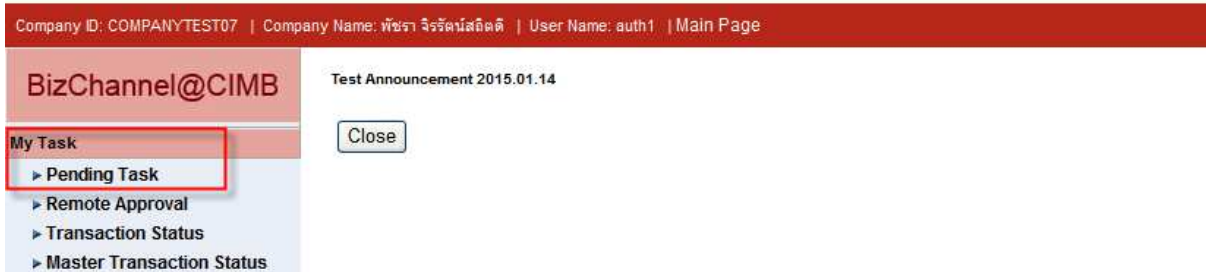 Company ID: COMPANYTEST07 | Company Name: พัชรา จิรรัตน์สถิตดี | User Name: auth1 | Main Page
BizChannel@CIMB
Test Announcement 2015.01.14
Close
My Task
Pending Task
Remote Approval
Transaction Status
Master Transaction Status